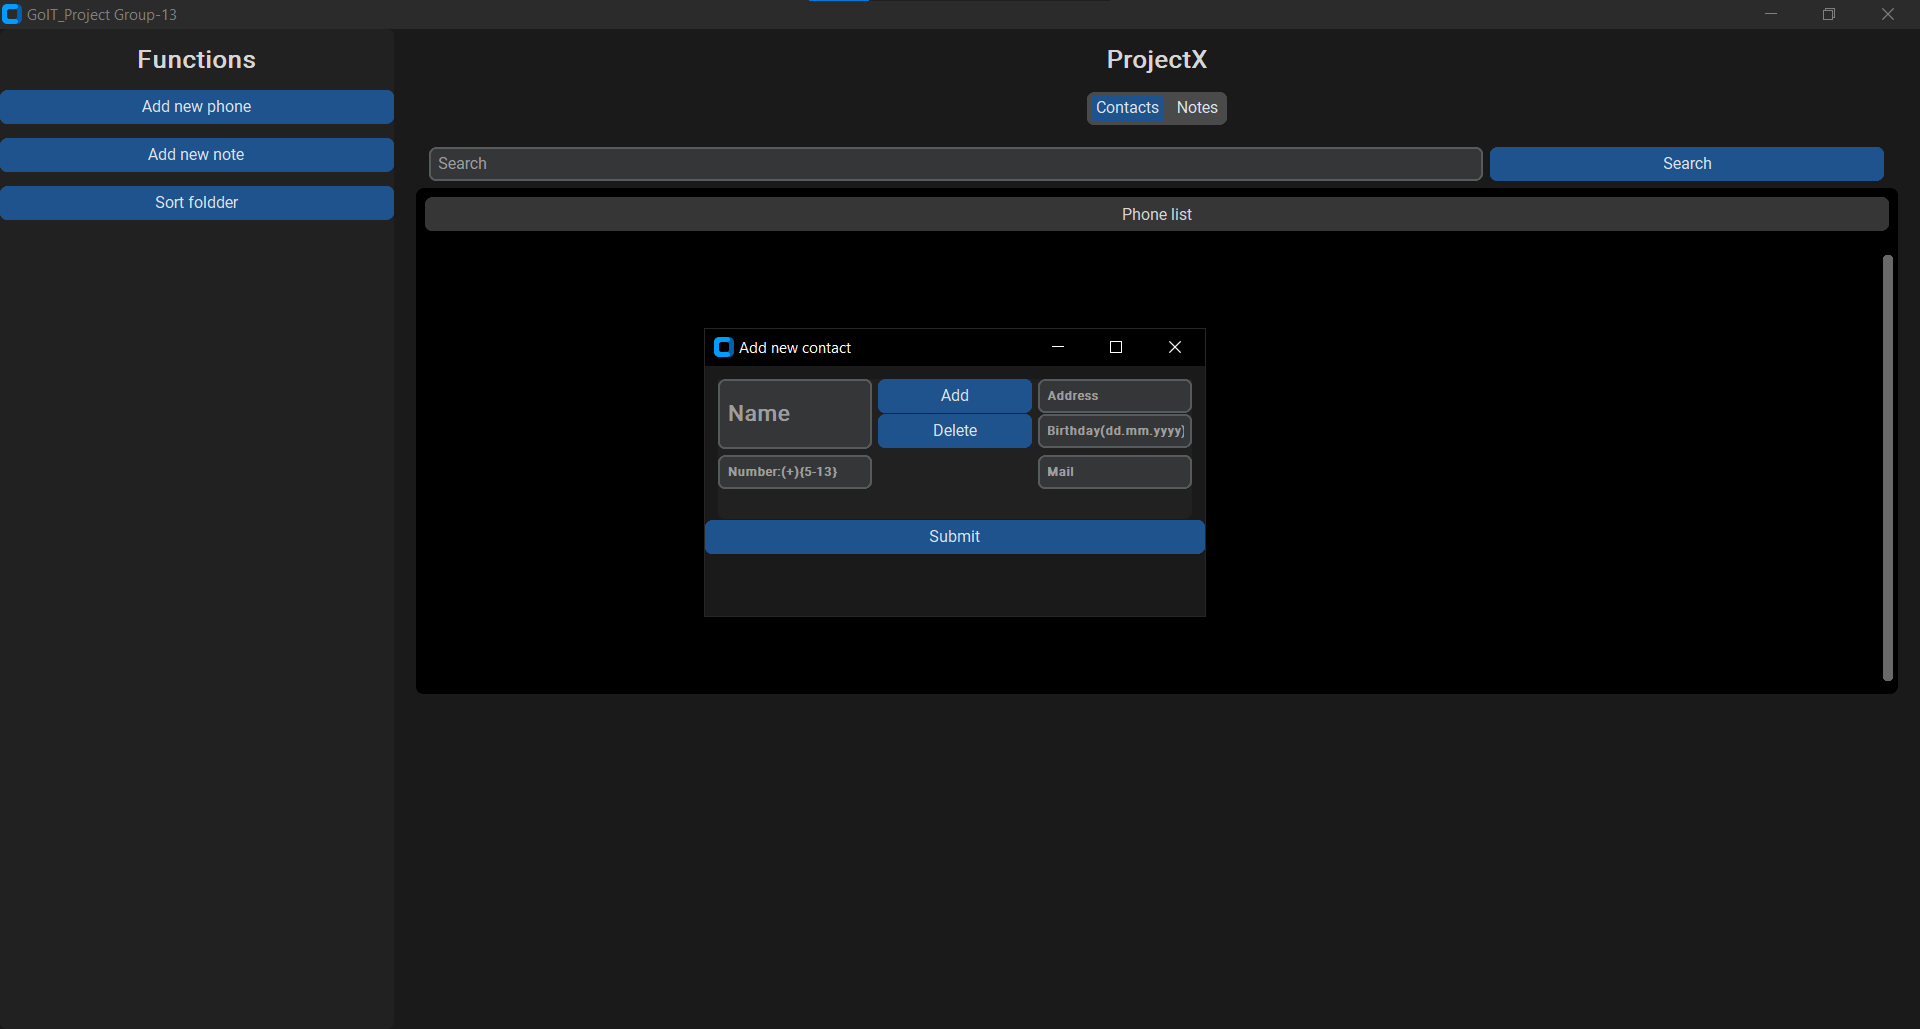 GoIT_Project Group-13
Functions
Add new phone
Add new note
Sort foldder
ProjectX
Contacts Notes
Search Search
Phone list
Add new contact
Name
Add
Address
Delete
Birthday(dd.mm.yyyy)
Number:(+){5-13}
Mail
Submit